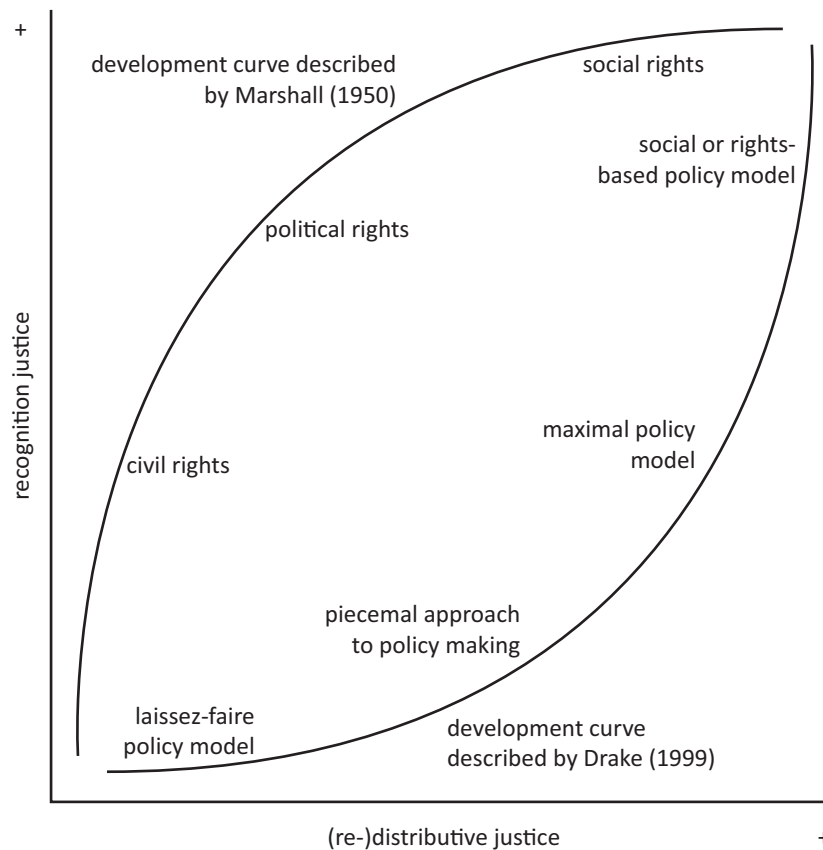 +
development curve described
by Marshall (1950)
social rights
social or rights-
based policy model
political rights
recognition justice
civil rights
maximal policy
model
piecemal approach
to policy making
laissez-faire
policy model
development curve
described by Drake (1999)
(re-)distributive justice
+